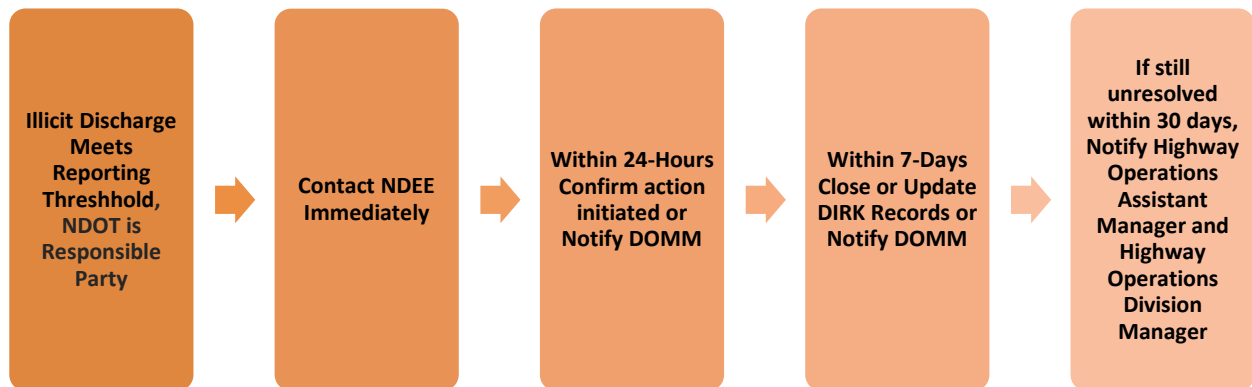 Illicit Discharge
Meets
Reporting
Threshhold,
NDOT is
Responsible
Party
Contact NDEE
Immediately
Within 24-Hours
Confirm action
initiated or
Notify DOMM
Within 7-Days
Close or Update
DIRK Records or
Notify DOMM
If still
unresolved
within 30 days,
Notify Highway
Operations
Assistant
Manager and
Highway
Operations
Division
Manager